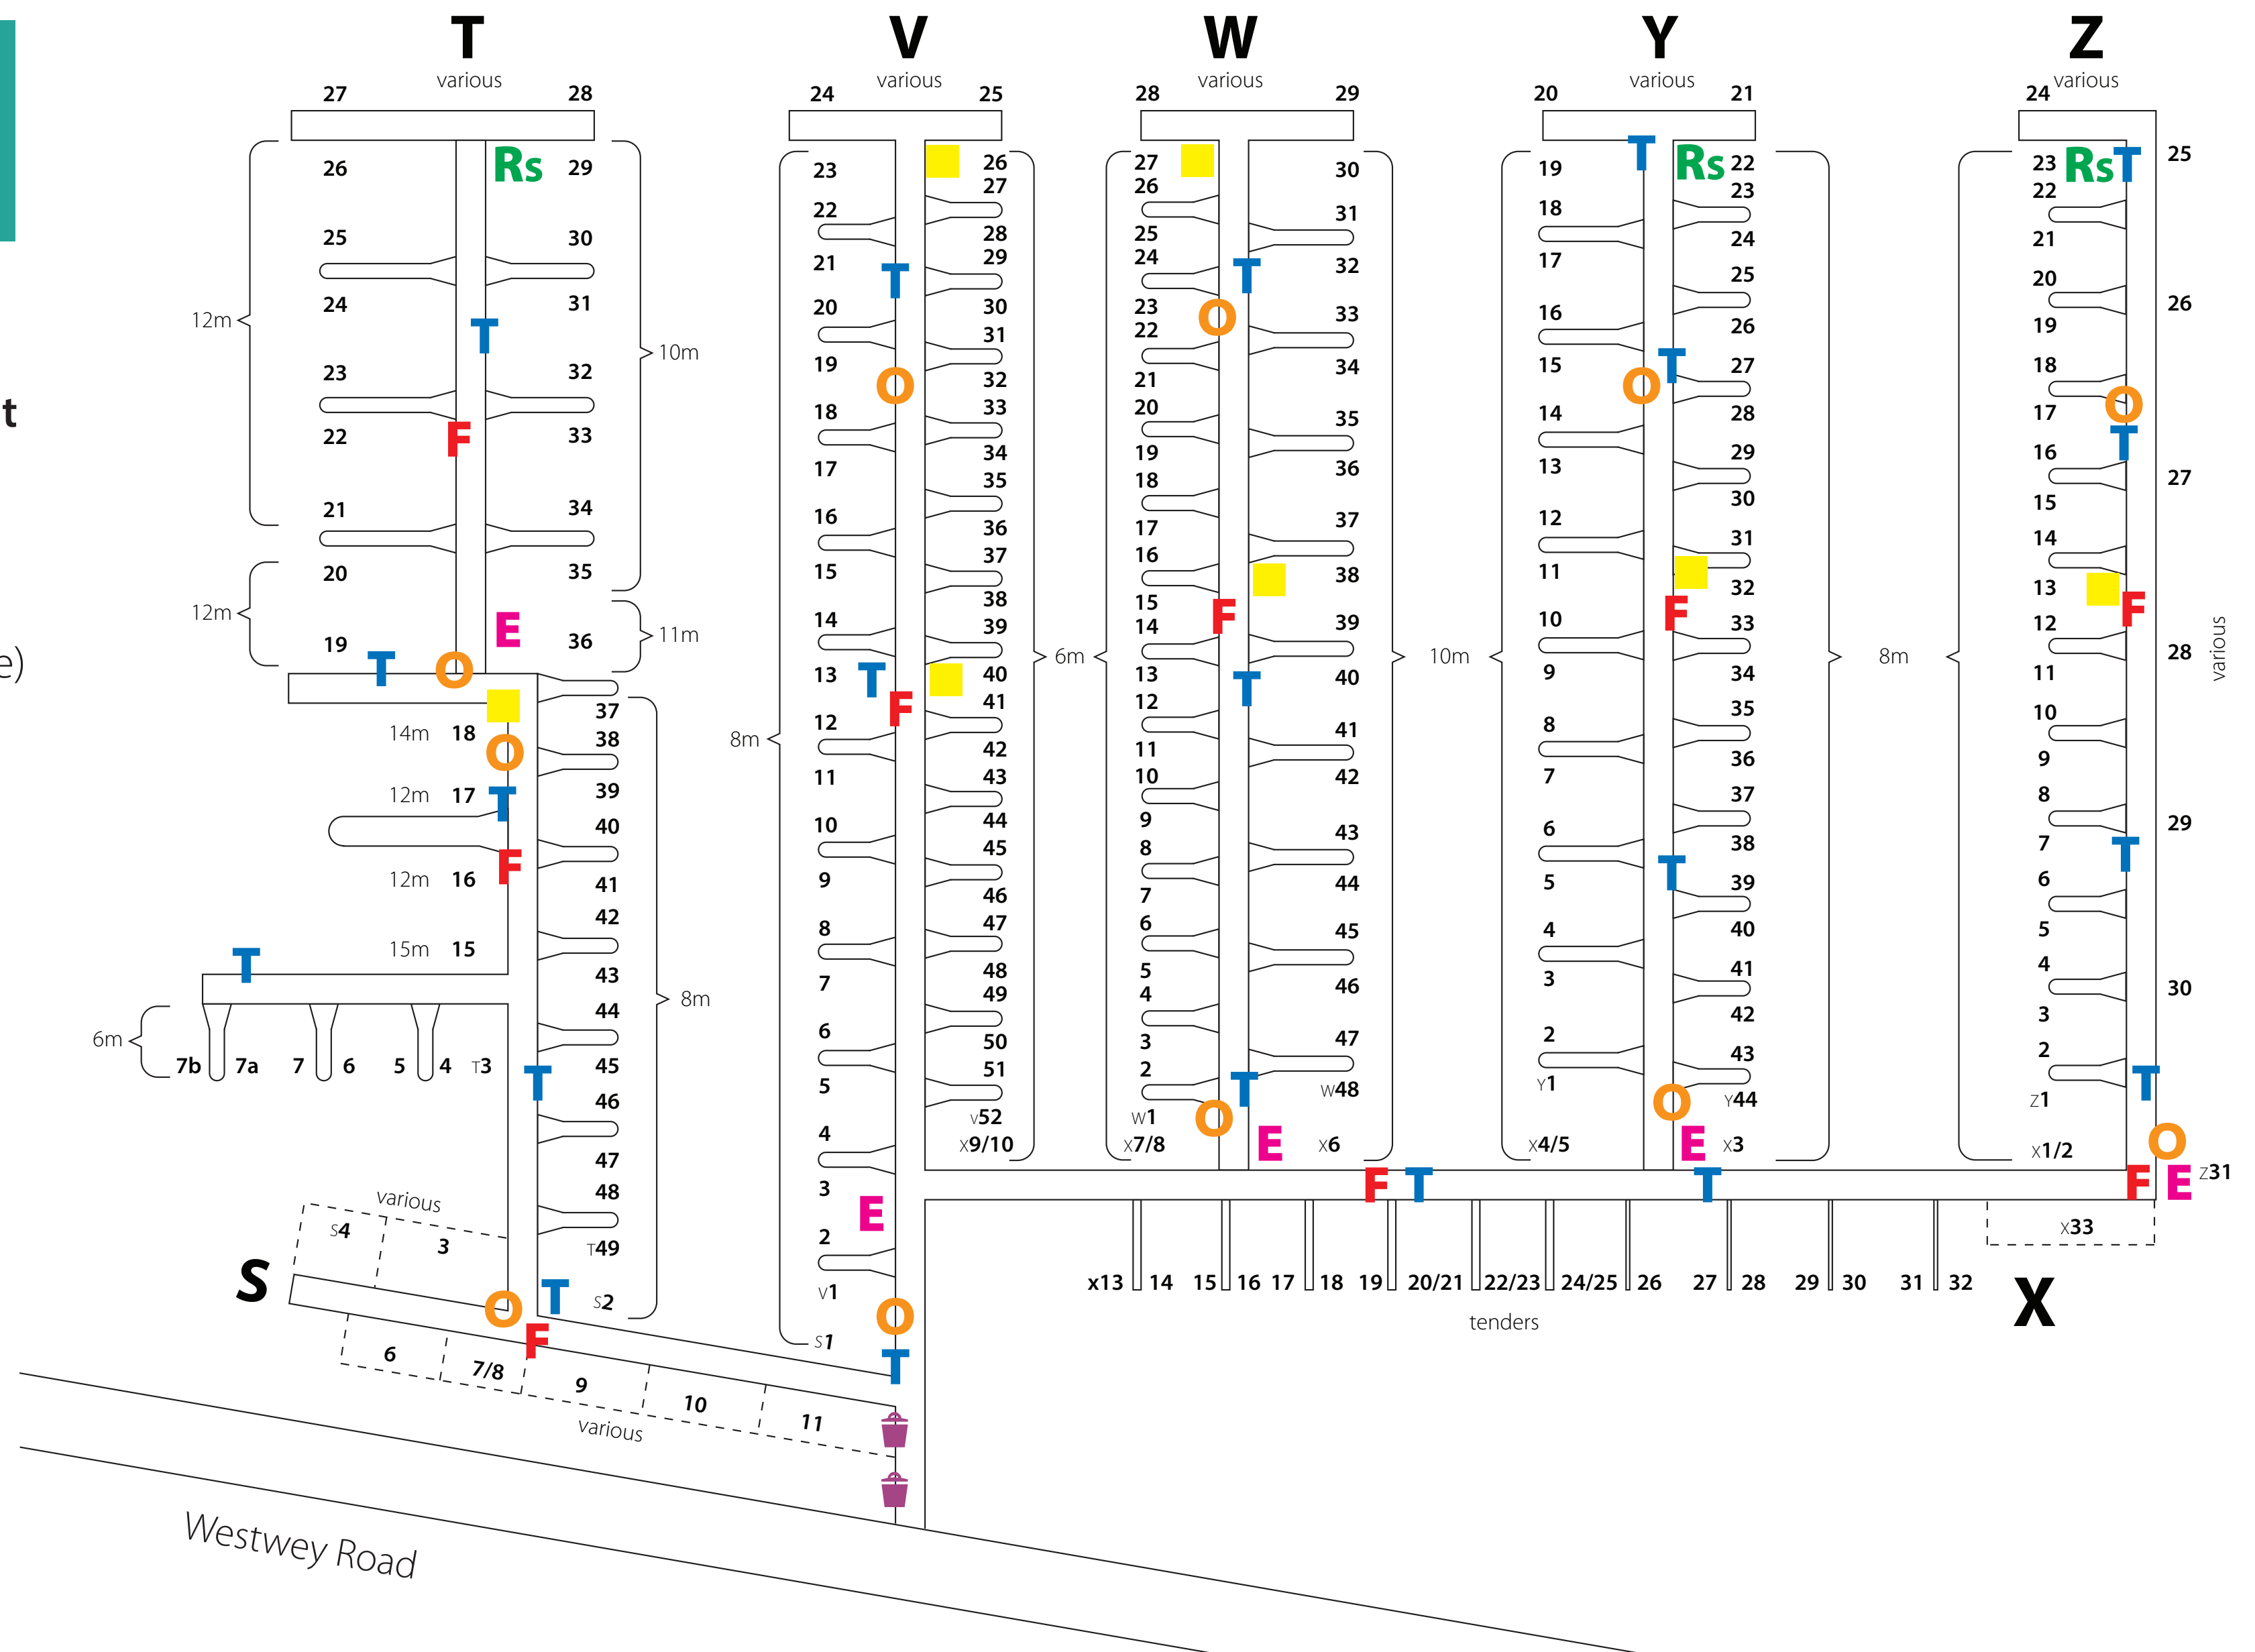 T V W Y Z
various various various various various
27 28 24 25 28 29 20 21 24
26 Rs 29
25 30
24 31
12m T 10m
23 32
22 F 33
21 34
20 35
12m E 11m
19 T O 36
37
14m 18 38
O
12m 17 T 39
40
F
12m 16 41
42
15m 15
T 43
44
8m
6m
7b 7a 7 6 5 4 T3 45
T
46
47
48
T49
S2
23 26
27
22 28
21 T 29
20 30
31
19 O 32
18 33
34
17 35
16 36
37
15 38
14 39
13 T 40
F 41
12 42
8m 6m
11 43
10 44
45
9 46
8 47
7 48
49
6 50
5 51
V52
4 X9/10
3 E
2
V1
O
S1
T
27 30
26
25 31
24 T 32
23 O 33
22
21 34
20 35
19 36
18
17 37
16 38
15 F
14 39
13 T 40
12
11 41
10 42
9 43
8
7 44
6 45
5 46
4
3 47
2 T W48
W1 O
X7/8 E X6
10m
T
19 Rs 22
23
18 24
17 25
16 26
15 T 27
O
14 28
13 29
30
12 31
11 32
10 F 33
9 34
8 35
36
7 37
6 38
5 T 39
4 40
3 41
42
2 43
Y1 O Y44
X4/5 E X3
8m
23 Rs T 25
22
21
20 26
19
18 O
17
16 T 27
15
14
13 F
12
11 28
various
10
9
8 29
7 T
6
5
4 30
3
2 T
Z1
O
X1/2
F T T F E Z31
X33
x13 14 15 16 17 18 19 20/21 22/23 24/25 26 27 28 29 30 31 32
tenders
X
various
S4 3
S
O T
F
6 7/8 9 10 11
various
Westwey Road
t
e)